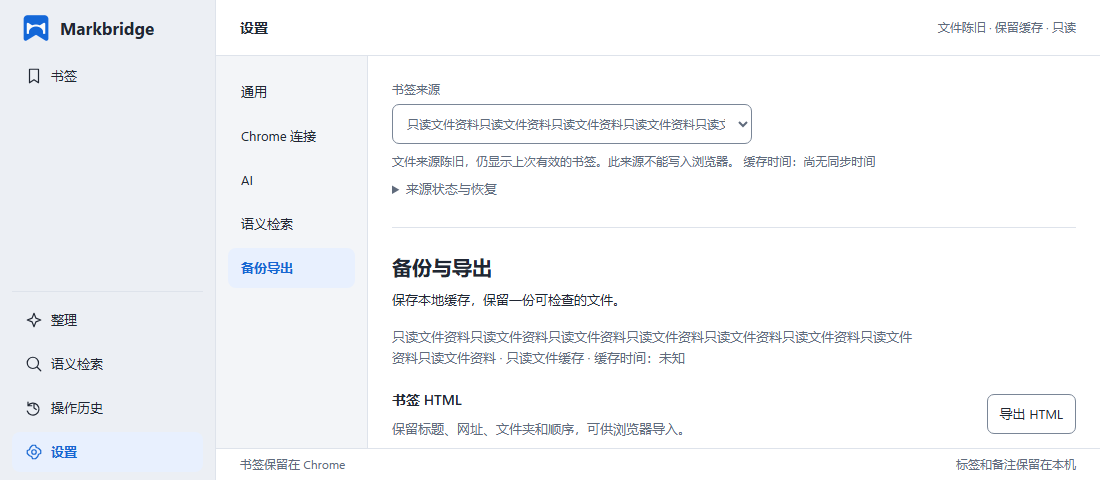 Markbridge
书签
整理
语义检索
操作历史
设置
设置
文件陈旧 · 保留缓存 · 只读
通用
Chrome 连接
AI
语义检索
备份导出
书签来源
只读文件资料只读文件资料只读文件资料只读文件资料只读文
文件来源陈旧，仍显示上次有效的书签。此来源不能写入浏览器。 缓存时间：尚无同步时间
来源状态与恢复
备份与导出
保存本地缓存，保留一份可检查的文件。
只读文件资料只读文件资料只读文件资料只读文件资料只读文件资料只读文件资料只读文件
资料只读文件资料 · 只读文件缓存 · 缓存时间：未知
书签 HTML
保留标题、网址、文件夹和顺序，可供浏览器导入。
导出 HTML
书签保留在 Chrome
标签和备注保留在本机